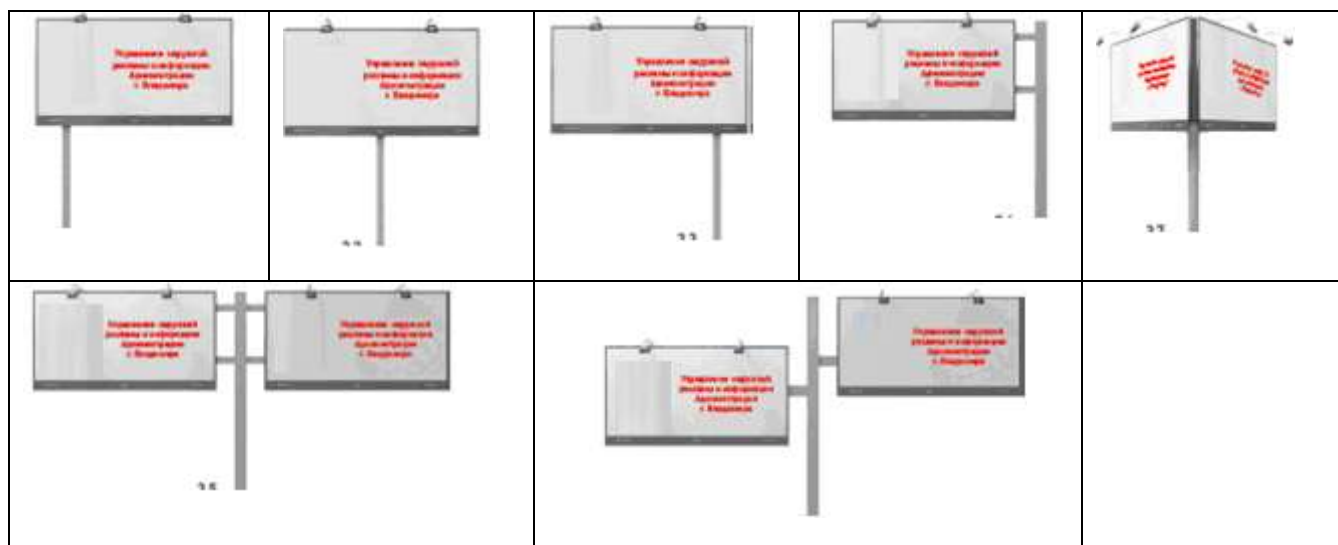 Управление наружной
рекламы и информации
Администрации
г. Владимира
Управление наружной
рекламы и информации
Администрации
г. Владимира
Управление наружной
рекламы и информации
Администрации
г. Владимира
Управление наружной
рекламы и информации
Администрации
г. Владимира
Управление наружной
рекламы и информации
Администрации
г. Владимира
Управление наружной
рекламы и информации
Администрации
г. Владимира
Управление наружной
рекламы и информации
Администрации
г. Владимира
Управление наружной
рекламы и информации
Администрации
г. Владимира